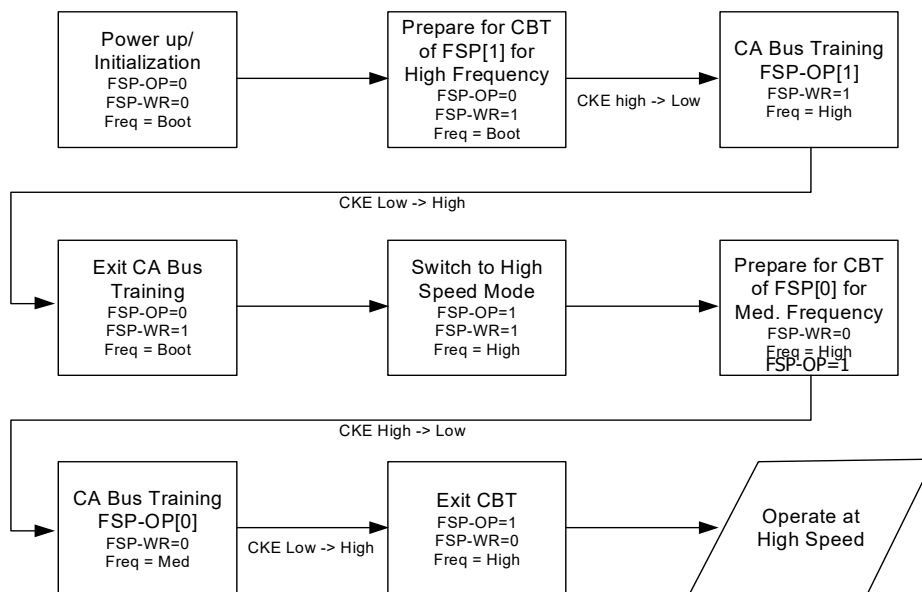 Power up/
Initialization
FSP-OP=0
FSP-WR=0
Freq = Boot
Prepare for CBT
of FSP[1] for
High Frequency
FSP-OP=0
FSP-WR=1
Freq = Boot
CKE high -> Low
CA Bus Training
FSP-OP[1]
FSP-WR=1
Freq = High
CKE Low -> High
Exit CA Bus
Training
FSP-OP=0
FSP-WR=1
Freq = Boot
Switch to High
Speed Mode
FSP-OP=1
FSP-WR=1
Freq = High
Prepare for CBT
of FSP[0] for
Med. Frequency
FSP-WR=0
Freq = High
FSP-OP=1
CKE High -> Low
CA Bus Training
FSP-OP[0]
FSP-WR=0
Freq = Med
CKE Low -> High
Exit CBT
FSP-OP=1
FSP-WR=0
Freq = High
Operate at
High Speed